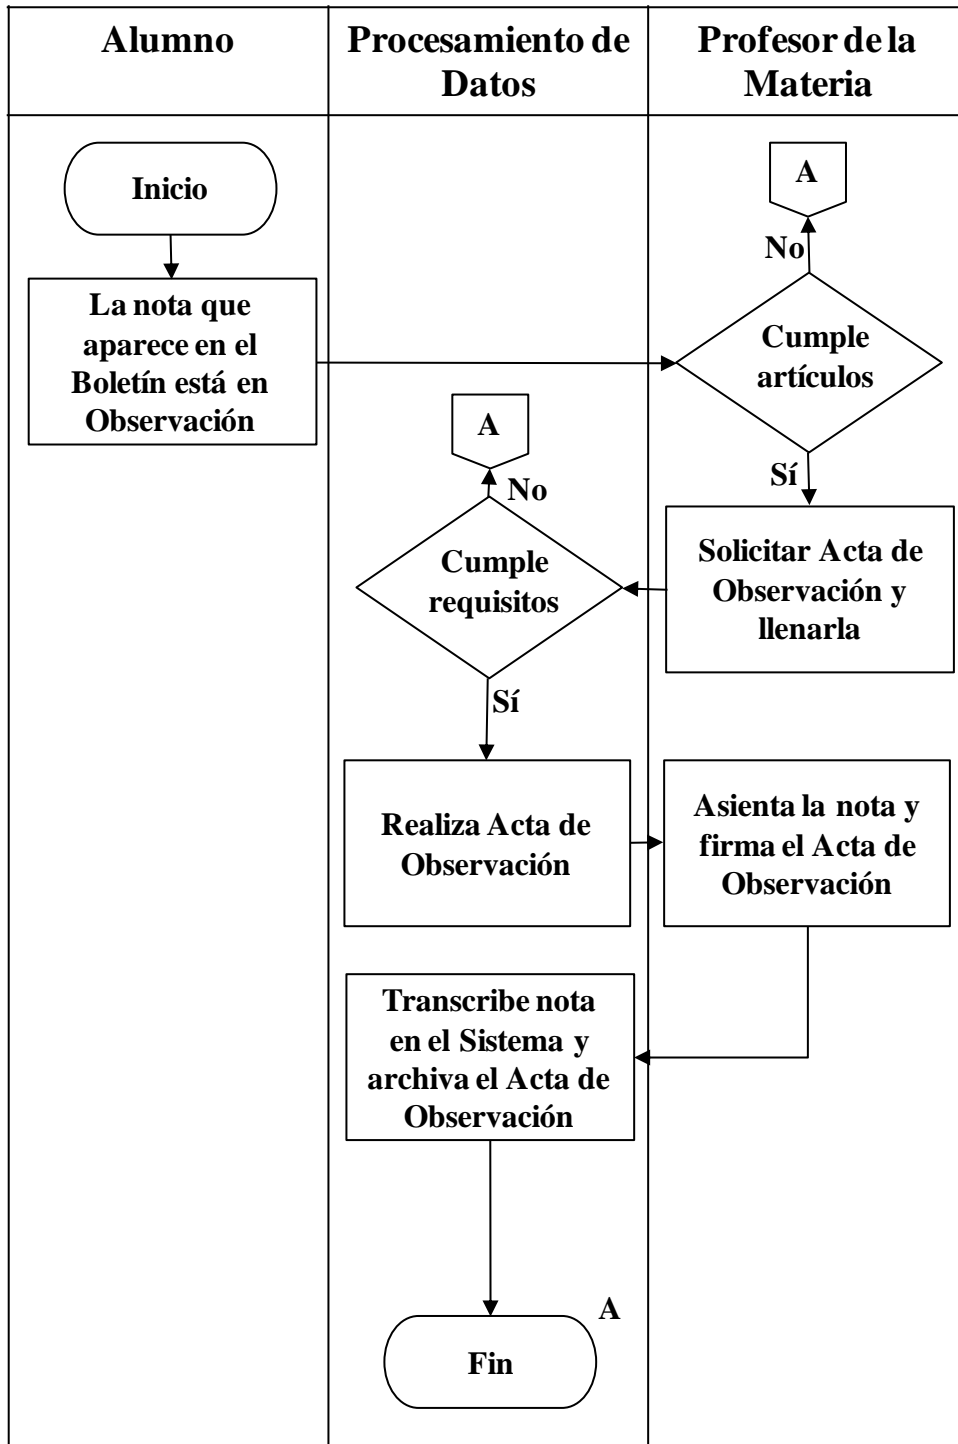 Alumno
Procesamiento de
Datos
Profesor de la
Materia
Inicio
A
No
La nota que
aparece en el
Boletín está en
Observación
Cumple
artículos
A
Sí
No
Solicitar Acta de
Observación y
llenarla
Cumple
requisitos
Sí
Realiza Acta de
Observación
Asienta la nota y
firma el Acta de
Observación
Transcribe nota
en el Sistema y
archiva el Acta de
Observación
A
Fin